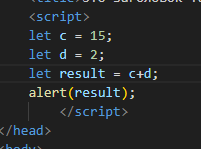 <script>
let c = 15;
let d = 2;
let result = c+d;
alert(result);
</script>
</head>